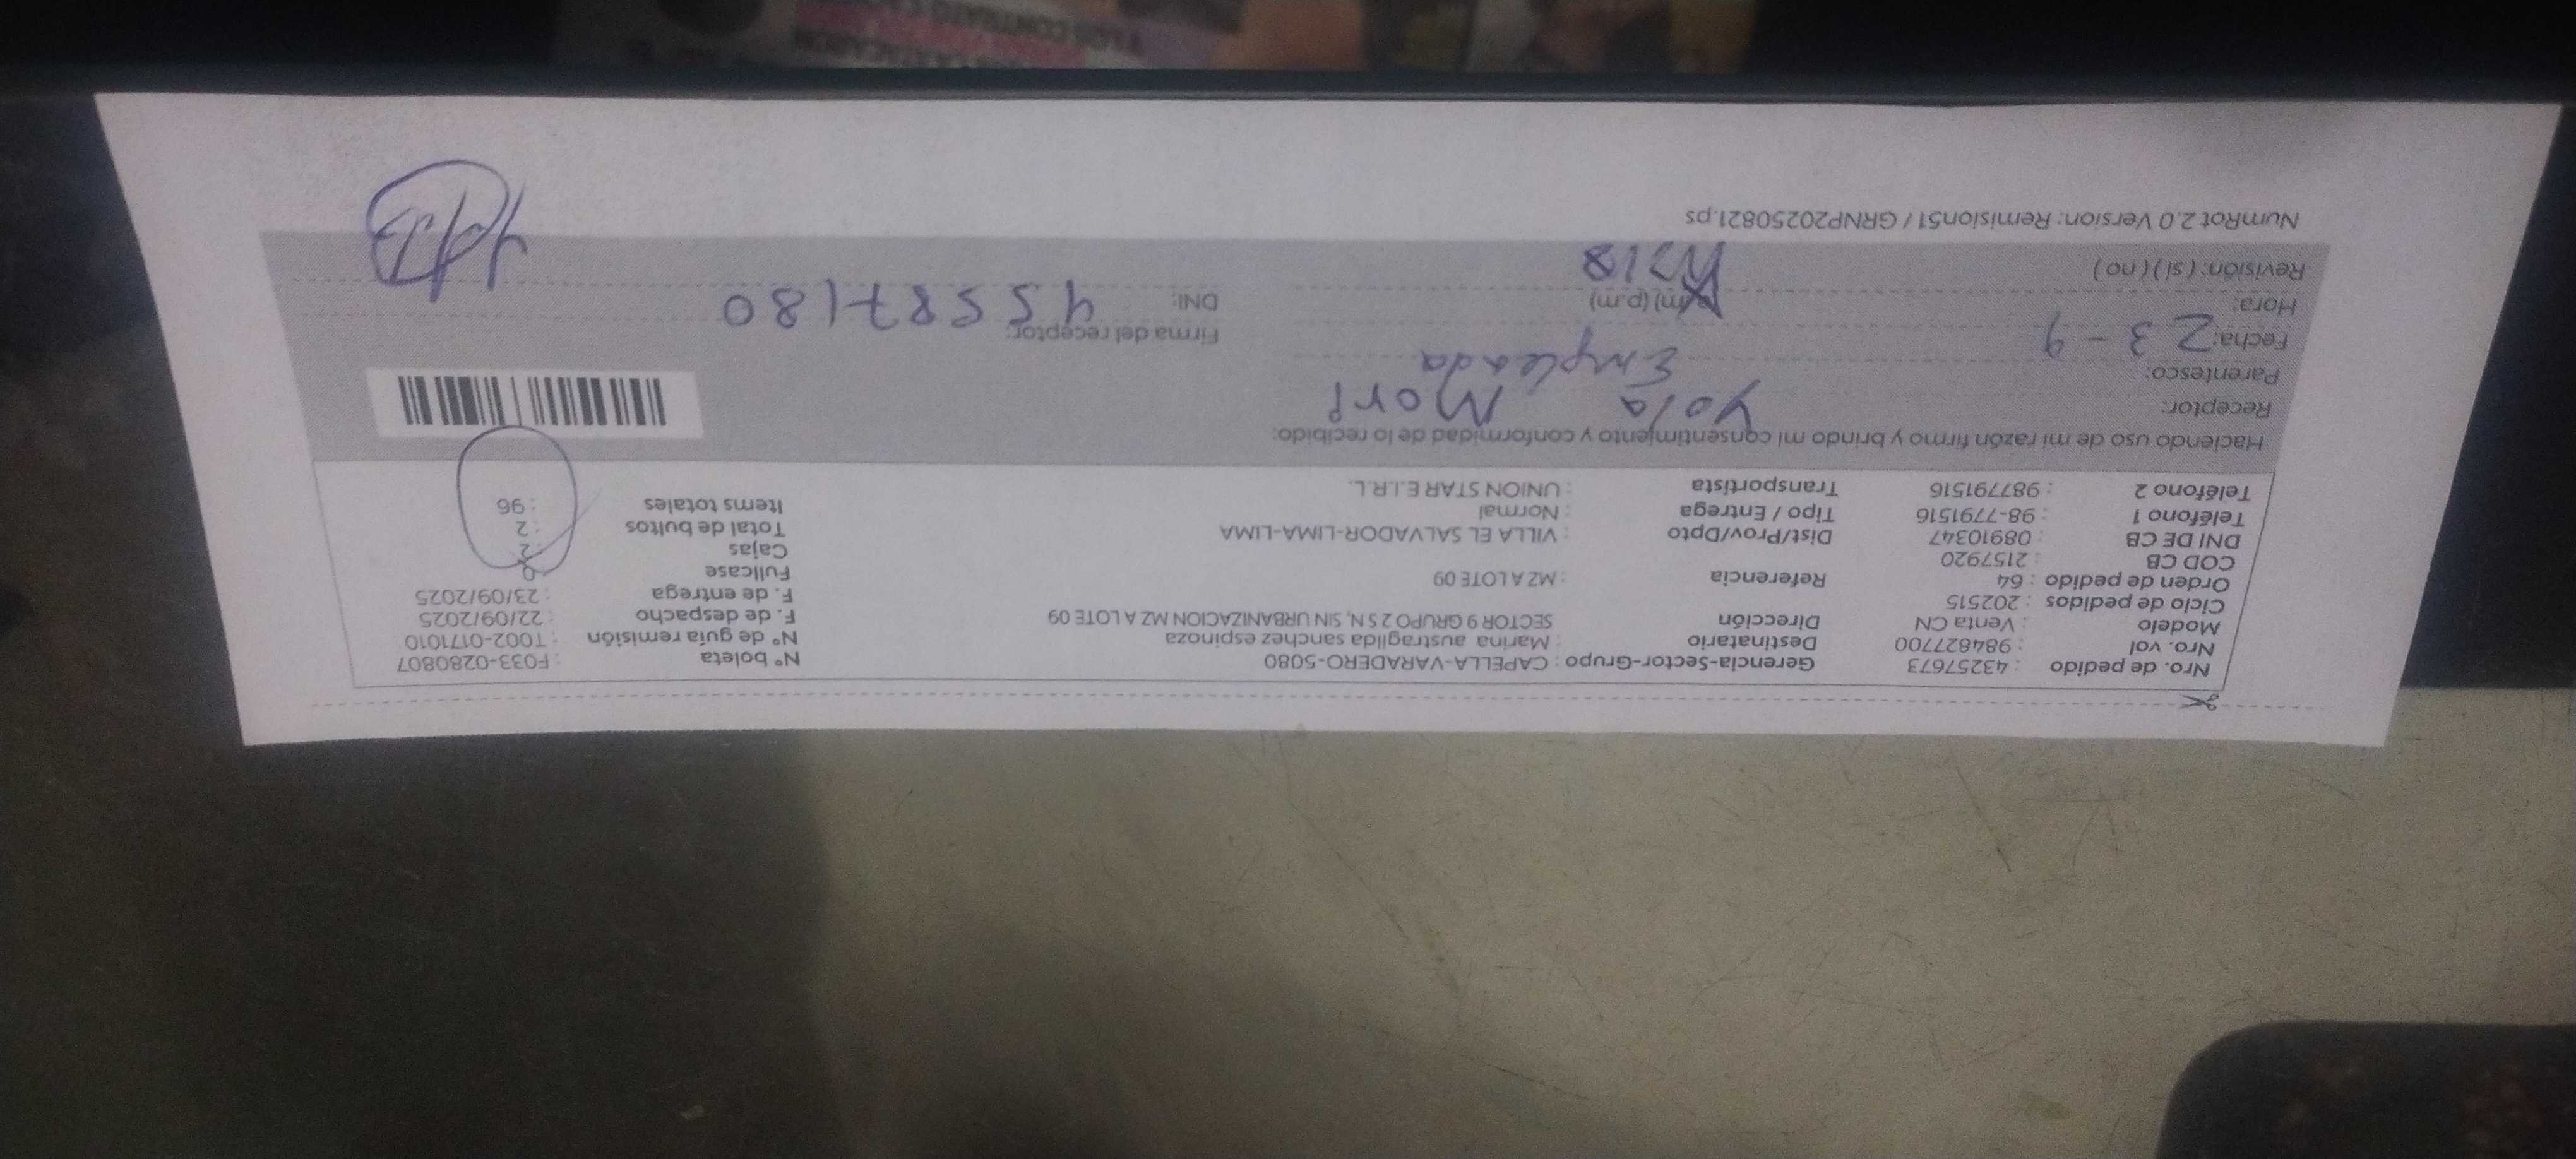 Nro. de pedido : 43257673 Gerencia-Sector-Grupo : CAPELLA-VARADERO-5080 N° boleta : F033-0280807
Nro. vol : 984827700 Destinatario : Marina austraglida sanchez espinoza N° de guía remisión : T002-0171010
Modelo : Venta CN Dirección SECTOR 9 GRUPO 2 S N, SIN URBANIZACION MZ A LOTE 09 F. de despacho : 22/09/2025
Ciclo de pedidos : 202515 F. de entrega : 23/09/2025
Orden de pedido : 64 Referencia : MZ A LOTE 09 Fullcase : 0
COD CB : 2157920 Cajas : 2
DNI DE CB : 08910347 Dist/Prov/Dpto : VILLA EL SALVADOR-LIMA-LIMA Total de bultos : 2
Teléfono 1 : 98-7791516 Tipo / Entrega : Normal Items totales : 96
Teléfono 2 : 987791516 Transportista : UNION STAR E.I.R.L.
Haciendo uso de mi razón firmo y brindo mi consentimiento y conformidad de lo recibido:
Receptor: Yola Mori
Parentesco: Empleada
Fecha: 23-9 Firma del receptor:
Hora: (a.m) (p.m) DNI: 45587180
Revisión: ( si ) ( no )
NumRot 2.0 Version: Remision51 / GRNP20250821.ps